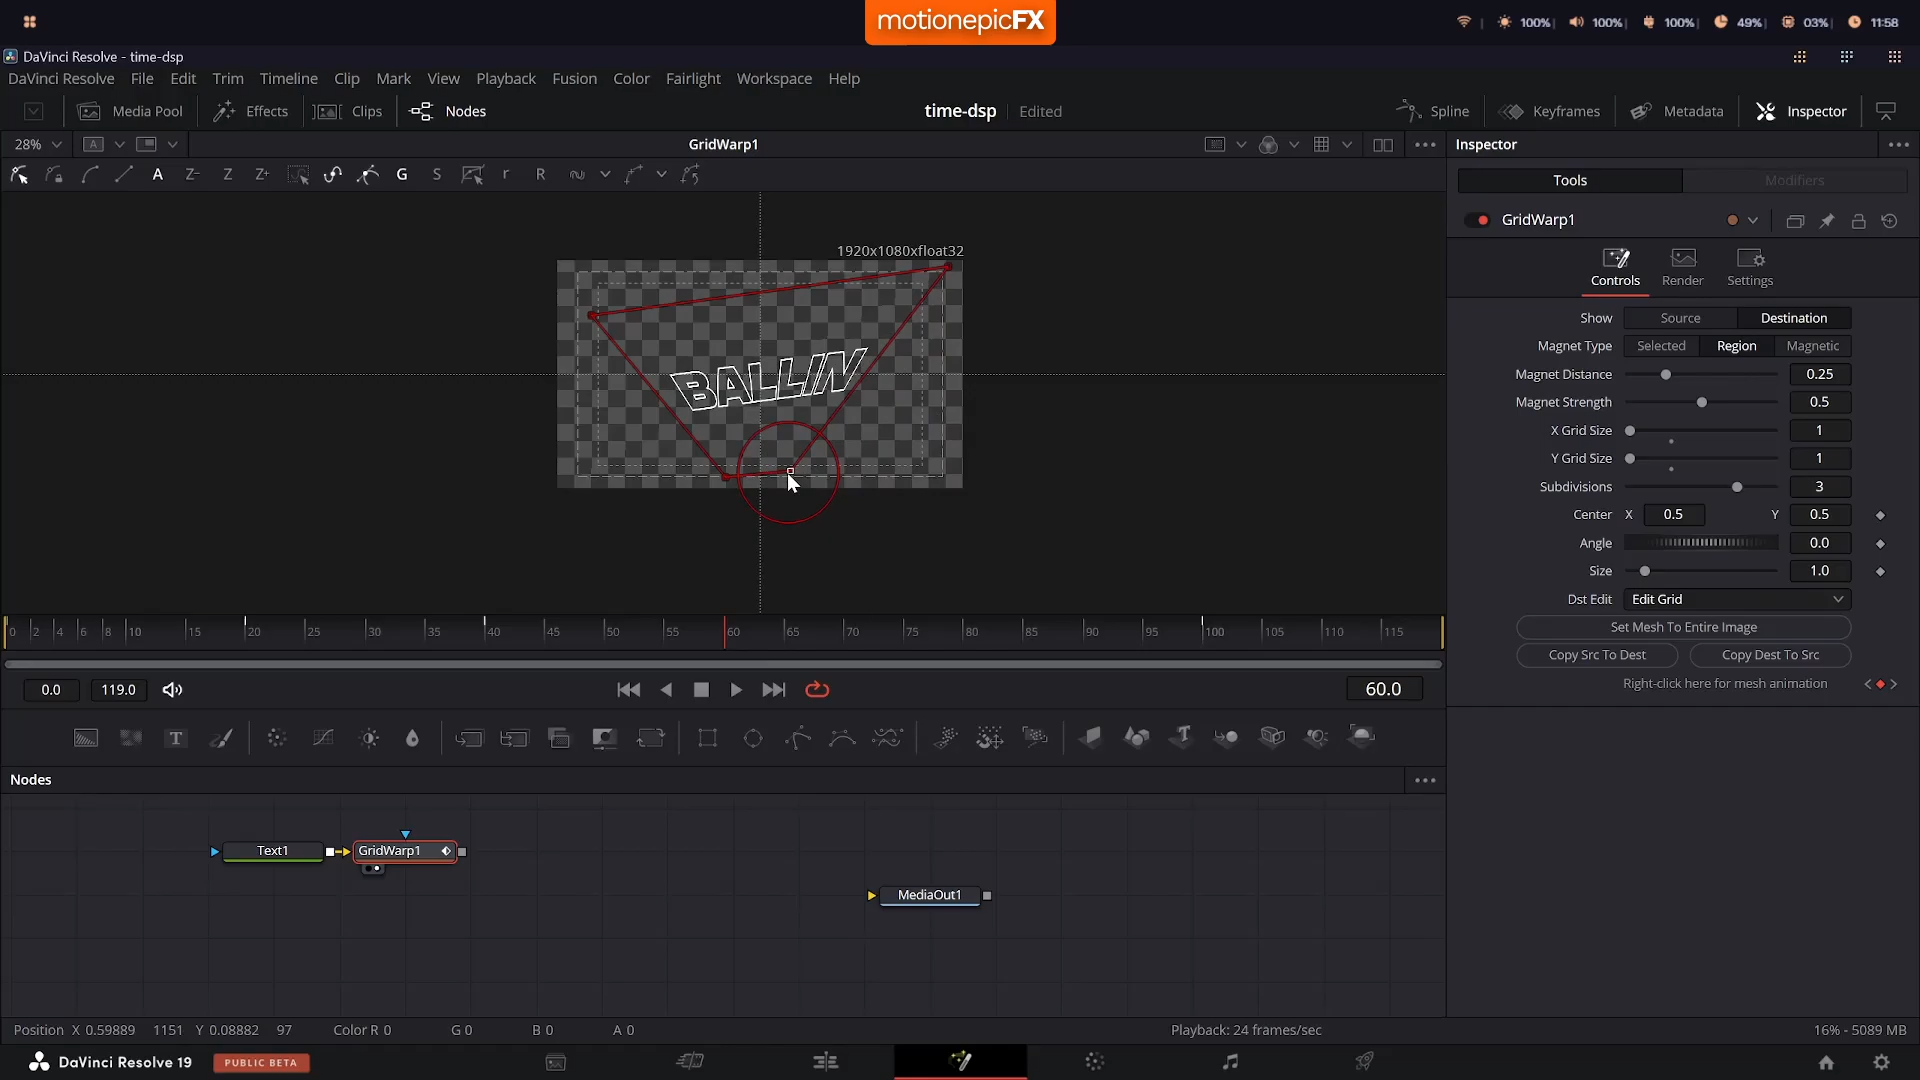 motionepicFX
100%
100%
100%
49%
03%
11:58
DaVinci Resolve - time-dsp
DaVinci Resolve File Edit Trim Timeline Clip Mark View Playback Fusion Color Fairlight Workspace Help
Media Pool Effects Clips Nodes time-dsp Edited Spline Keyframes Metadata Inspector
28% A GridWarp1 Inspector
A Z- Z Z+ G S r R
Tools Modifiers
GridWarp1
1920x1080xfloat32
BALLIN
Controls Render Settings
Show Source Destination
Magnet Type Selected Region Magnetic
Magnet Distance 0.25
Magnet Strength 0.5
X Grid Size 1
Y Grid Size 1
Subdivisions 3
Center X 0.5 Y 0.5
Angle 0.0
Size 1.0
Dst Edit Edit Grid
Set Mesh To Entire Image
Copy Src To Dest Copy Dest To Src
Right-click here for mesh animation
0 2 4 6 8 10 15 20 25 30 35 40 45 50 55 60 65 70 75 80 85 90 95 100 105 110 115
0.0 119.0 60.0
T
Nodes
Text1 GridWarp1
MediaOut1
Position X 0.59889 1151 Y 0.08882 97 Color R 0 G 0 B 0 A 0 Playback: 24 frames/sec 16% - 5089 MB
DaVinci Resolve 19 PUBLIC BETA